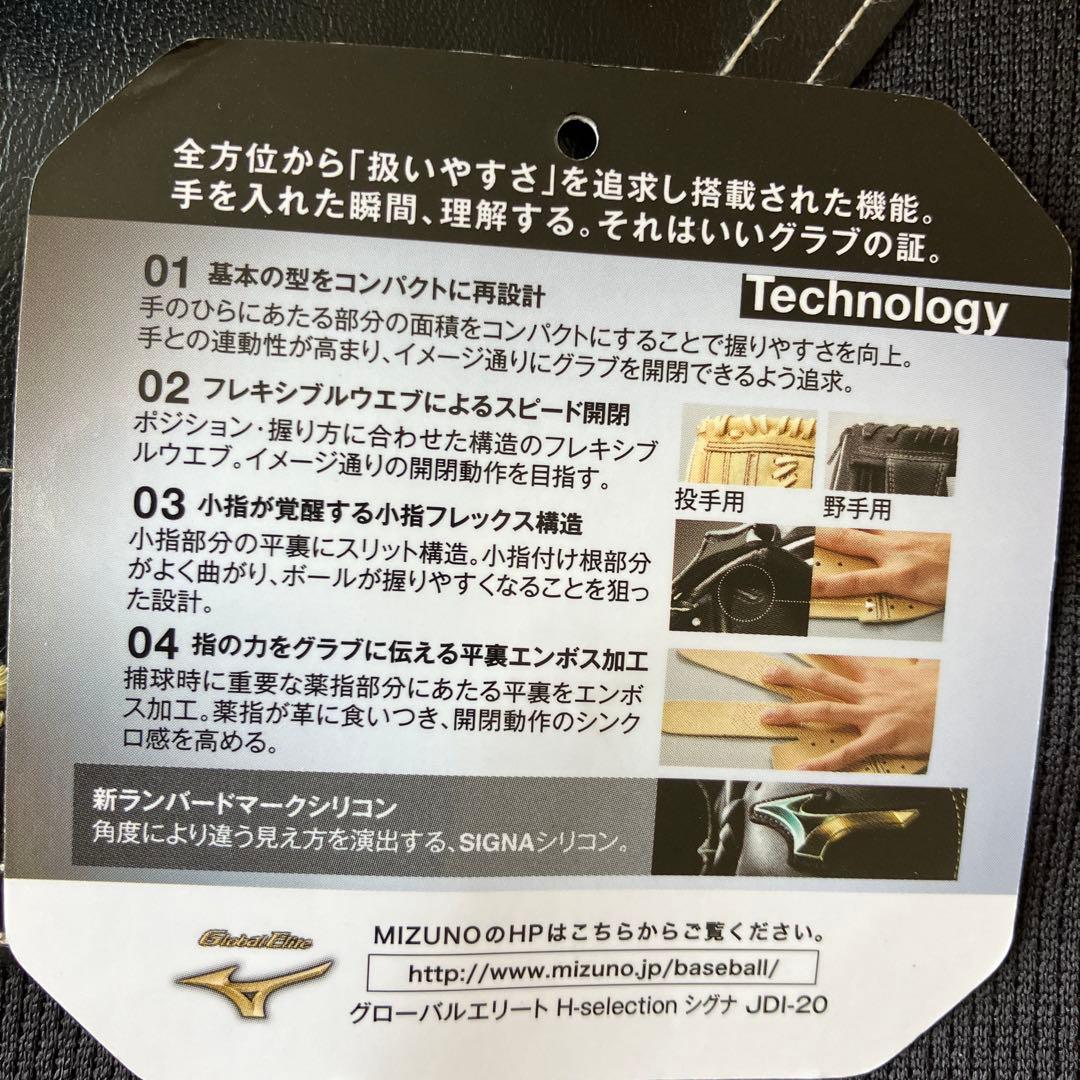 全方位から「扱いやすさ」を追求し搭載された機能。
手を入れた瞬間、理解する。それはいいグラブの証。
Technology
01 基本の型をコンパクトに再設計
手のひらにあたる部分の面積をコンパクトにすることで握りやすさを向上。
手との連動性が高まり、イメージ通りにグラブを開閉できるよう追求。
02 フレキシブルウエブによるスピード開閉
ポジション・握り方に合わせた構造のフレキシブ
ルウエブ。イメージ通りの開閉動作を目指す。
投手用
野手用
03 小指が覚醒する小指フレックス構造
小指部分の平裏にスリット構造。小指付け根部分
がよく曲がり、ボールが握りやすくなることを狙っ
た設計。
04 指の力をグラブに伝える平裏エンボス加工
捕球時に重要な薬指部分にあたる平裏をエンボ
ス加工。薬指が革に食いつき、開閉動作のシンク
ロ感を高める。
新ランバードマークシリコン
角度により違う見え方を演出する、SIGNAシリコン。
Global Elite
MIZUNOのHPはこちらからご覧ください。
http://www.mizuno.jp/baseball/
グローバルエリート H-selection シグナ JDI-20